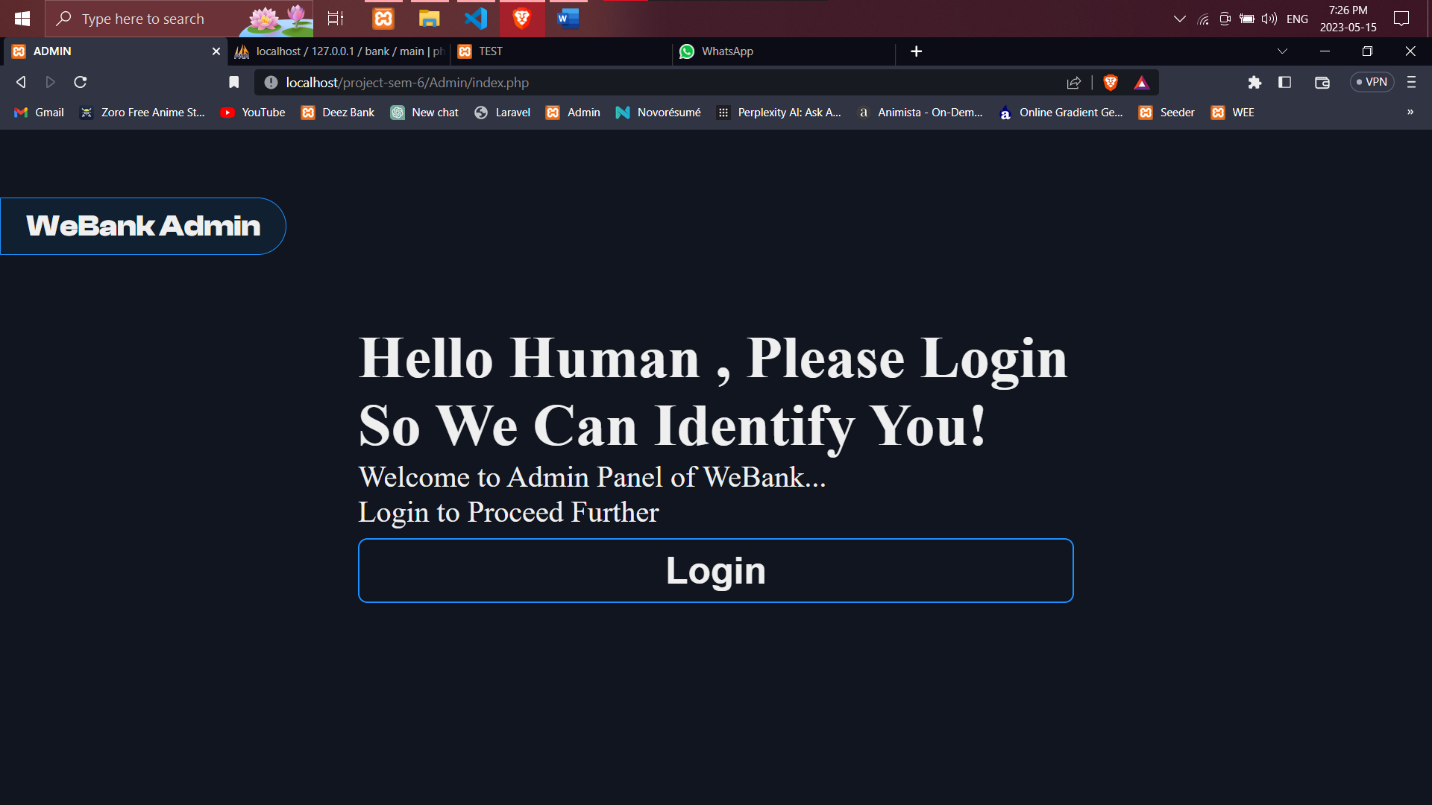 Type here to search
ENG
7:26 PM
2023-05-15
ADMIN
localhost / 127.0.0.1 / bank / main | ph
TEST
WhatsApp
localhost/project-sem-6/Admin/index.php
VPN
Gmail
Zoro Free Anime St...
YouTube
Deez Bank
New chat
Laravel
Admin
Novorésumé
Perplexity AI: Ask A...
Animista - On-Dem...
Online Gradient Ge...
Seeder
WEE
»
WeBank Admin
Hello Human , Please Login
So We Can Identify You!
Welcome to Admin Panel of WeBank...
Login to Proceed Further
Login